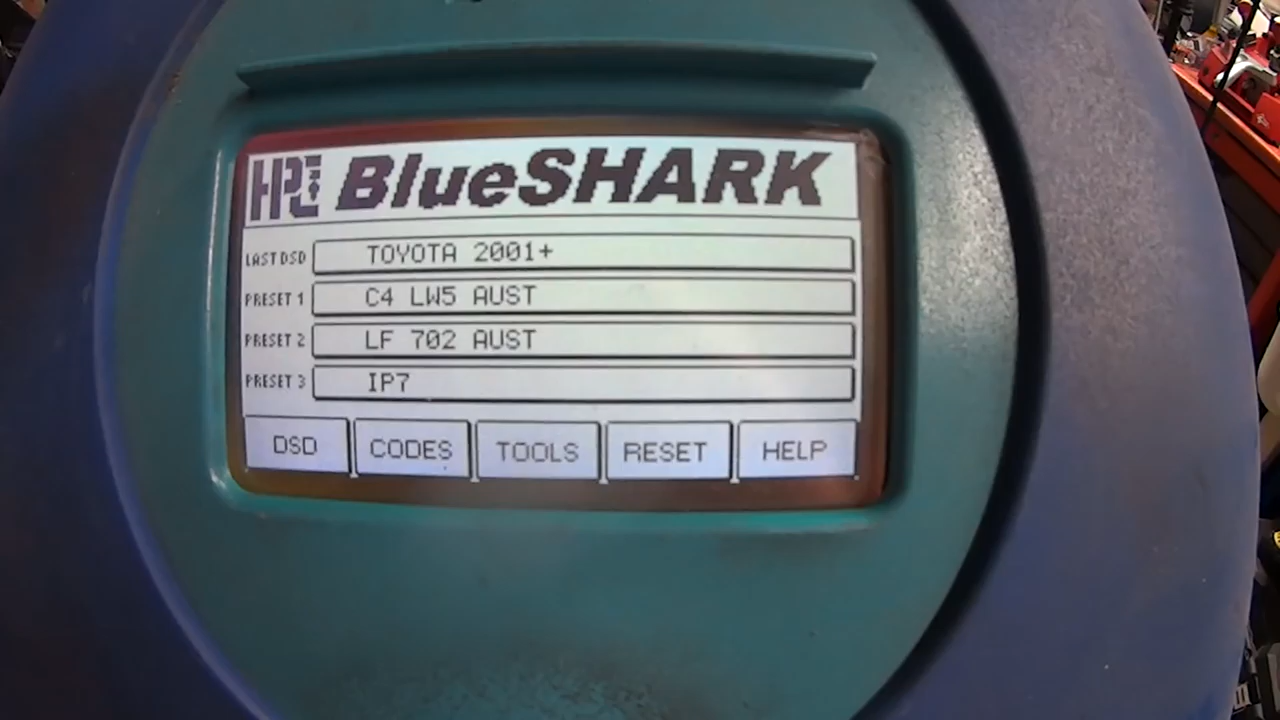 HPC BlueSHARK
LAST DSD TOYOTA 2001+
PRESET 1 C4 LW5 AUST
PRESET 2 LF 702 AUST
PRESET 3 IP7
DSD CODES TOOLS RESET HELP